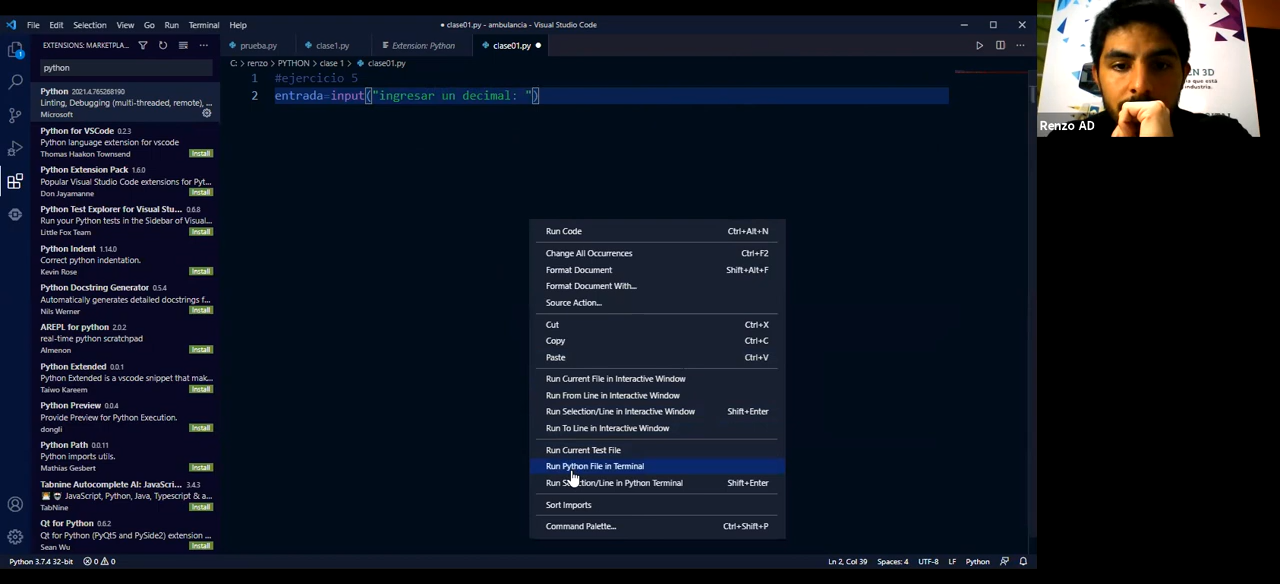 File Edit Selection View Go Run Terminal Help
● clase01.py - ambulancia - Visual Studio Code
EXTENSIONS: MARKETPLA...
prueba.py clase1.py Extension: Python clase01.py ●
C: > renzo > PYTHON > clase 1 > clase01.py
python
1 #ejercicio 5
2 entrada=input("ingresar un decimal: ")
Python 2021.4.765268190
Linting, Debugging (multi-threaded, remote), ...
Microsoft
Python for VSCode 0.2.3
Python language extension for vscode
Thomas Haakon Townsend Install
Python Extension Pack 1.6.0
Popular Visual Studio Code extensions for Pyt...
Don Jayamanne Install
Python Test Explorer for Visual Stu... 0.6.8
Run your Python tests in the Sidebar of Visual...
Little Fox Team Install
Python Indent 1.14.0
Correct python indentation.
Kevin Rose Install
Python Docstring Generator 0.5.4
Automatically generates detailed docstrings f...
Nils Werner Install
AREPL for python 2.0.2
real-time python scratchpad
Almenon Install
Python Extended 0.0.1
Python Extended is a vscode snippet that mak...
Taiwo Kareem Install
Python Preview 0.0.4
Provide Preview for Python Execution.
dongli Install
Python Path 0.0.11
Python imports utils.
Mathias Gesbert Install
Tabnine Autocomplete AI: JavaScr... 3.4.3
JavaScript, Python, Java, Typescript & a...
TabNine Install
Qt for Python 0.6.2
Qt for Python (PyQt5 and PySide2) extension ...
Sean Wu Install
Run Code Ctrl+Alt+N
Change All Occurrences Ctrl+F2
Format Document Shift+Alt+F
Format Document With...
Source Action...
Cut Ctrl+X
Copy Ctrl+C
Paste Ctrl+V
Run Current File in Interactive Window
Run From Line in Interactive Window
Run Selection/Line in Interactive Window Shift+Enter
Run To Line in Interactive Window
Run Current Test File
Run Python File in Terminal
Run Selection/Line in Python Terminal Shift+Enter
Sort Imports
Command Palette... Ctrl+Shift+P
Python 3.7.4 32-bit 0 0 Ln 2, Col 39 Spaces: 4 UTF-8 LF Python
EN 3D
que está
industria.
Renzo AD